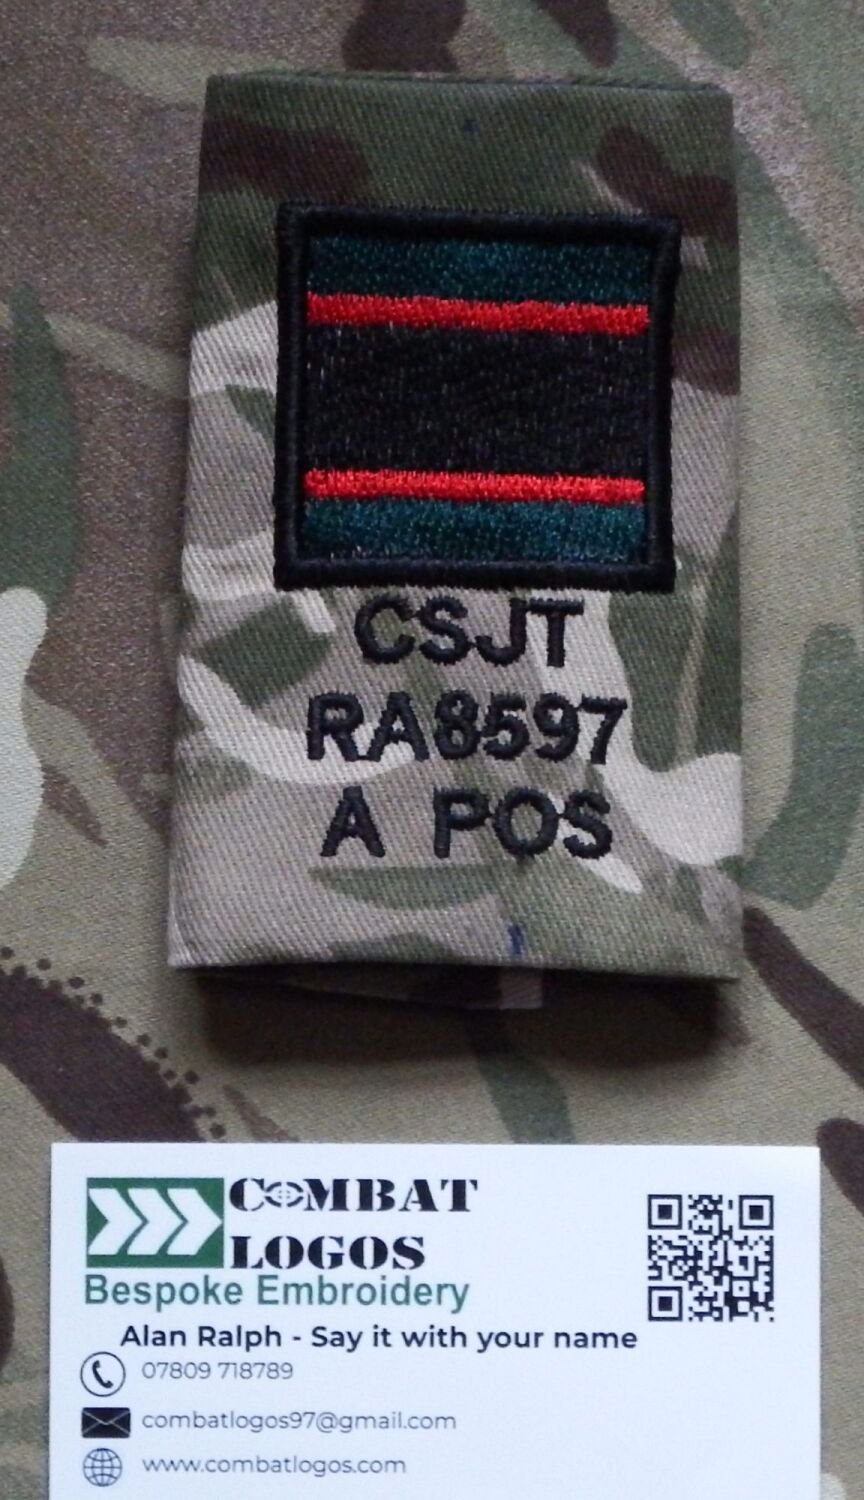 CSJT
RA8597
A POS
COMBAT
LOGOS
Bespoke Embroidery
Alan Ralph - Say it with your name
07809 718789
combatlogos97@gmail.com
www.combatlogos.com